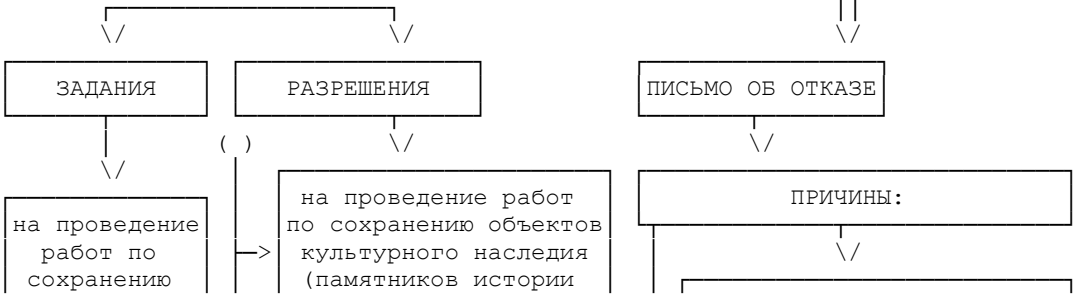 ЗАДАНИЯ
РАЗРЕШЕНИЯ
ПИСЬМО ОБ ОТКАЗЕ
( )
на проведение
работ по
сохранению
на проведение работ
по сохранению объектов
культурного наследия
(памятников истории
ПРИЧИНЫ: